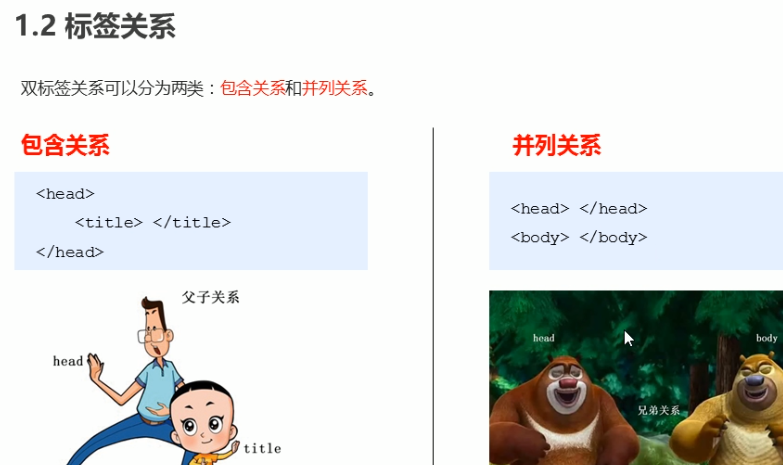 1.2 标签关系
双标签关系可以分为两类：包含关系和并列关系。
包含关系
<head>
<title> </title>
</head>
父子关系
head
title
并列关系
<head> </head>
<body> </body>
head
body
兄弟关系